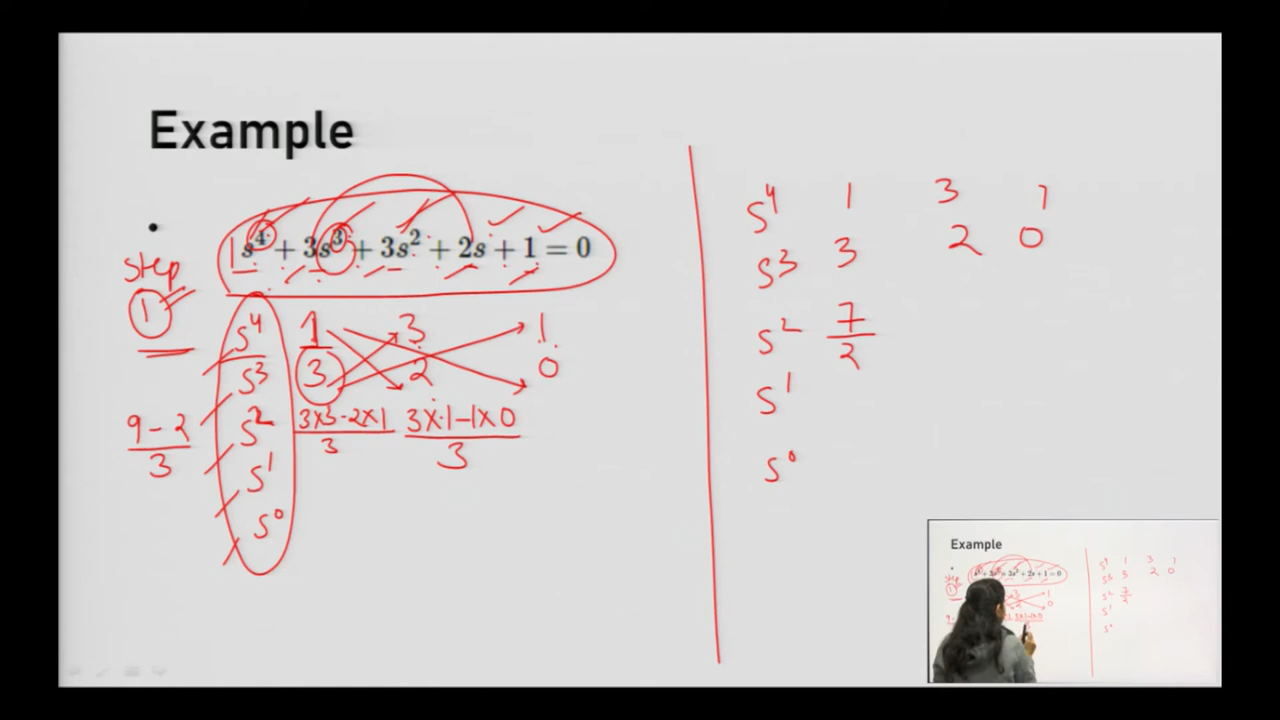 Example
1s⁴ + 3s³ + 3s² + 2s + 1 = 0
Step
1
s⁴ 1 3 1
s³ 3 2 0
9 - 2 / 3 s² 3×3 - 2×1 / 3 3×1 - 1×0 / 3
s¹
s⁰
s⁴ 1 3 1
s³ 3 2 0
s² 7/2
s¹
s⁰
Example